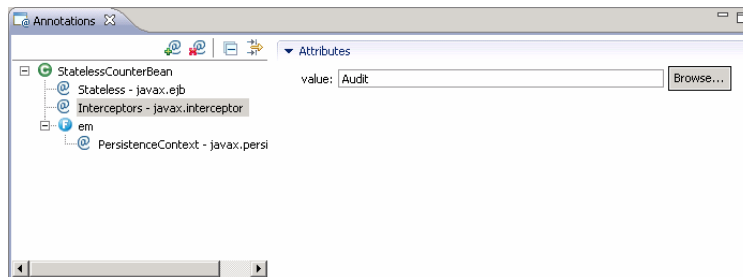 Annotations
Attributes
StatelessCounterBean
Stateless - javax.ejb
Interceptors - javax.interceptor
em
PersistenceContext - javax.persi
value: Audit Browse...